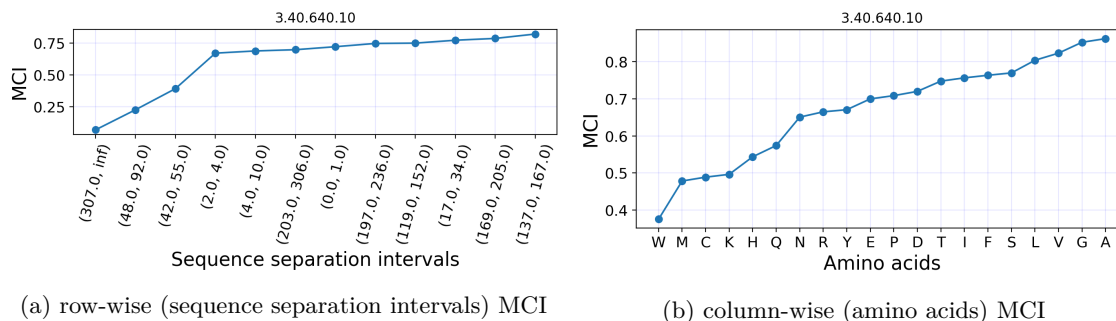 3.40.640.10
0.75
0.50
0.25
MCI
(307.0, inf)
(48.0, 92.0)
(42.0, 55.0)
(2.0, 4.0)
(4.0, 10.0)
(203.0, 306.0)
(0.0, 1.0)
(197.0, 236.0)
(119.0, 152.0)
(17.0, 34.0)
(169.0, 205.0)
(137.0, 167.0)
Sequence separation intervals
(a) row-wise (sequence separation intervals) MCI
3.40.640.10
0.8
0.7
0.6
0.5
0.4
MCI
W M C K H Q N R Y E P D T I F S L V G A
Amino acids
(b) column-wise (amino acids) MCI